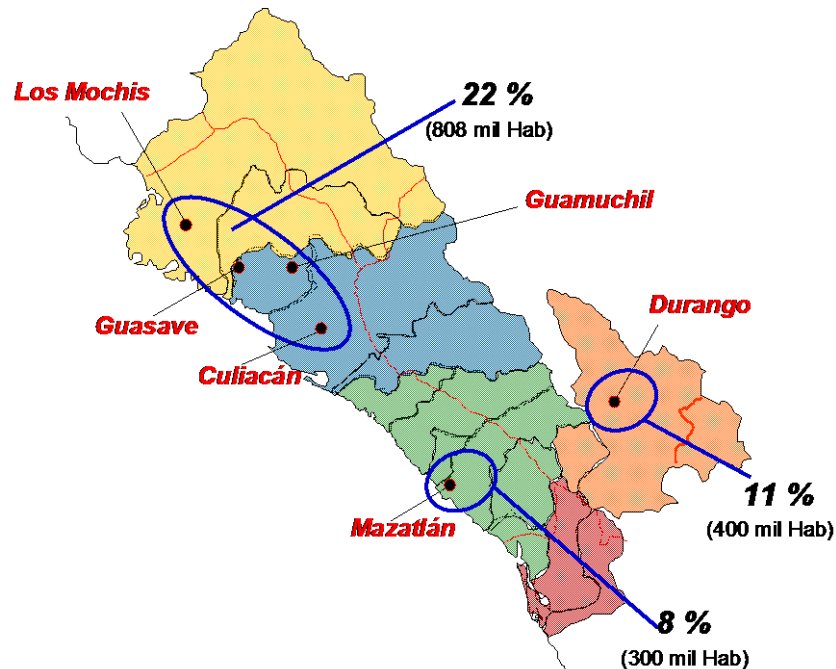 Los Mochis
22 %
(808 mil Hab)
Guamuchil
Guasave
Culiacán
Durango
Mazatlán
11 %
(400 mil Hab)
8 %
(300 mil Hab)